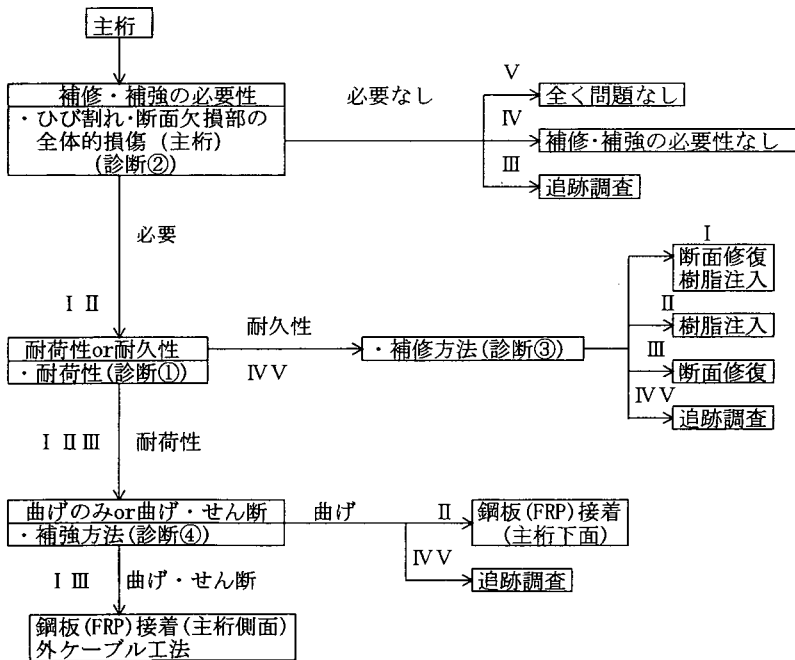 主桁
補修・補強の必要性
・ひび割れ・断面欠損部の
全体的損傷 (主桁)
(診断②)
必要なし
Ⅴ
全く問題なし
Ⅳ
補修・補強の必要性なし
Ⅲ
追跡調査
必要
Ⅰ Ⅱ
耐荷性or耐久性
・耐荷性(診断①)
耐久性
ⅣⅤ
・補修方法(診断③)
Ⅰ
断面修復
樹脂注入
Ⅱ
樹脂注入
Ⅲ
断面修復
ⅣⅤ
追跡調査
Ⅰ ⅡⅢ 耐荷性
曲げのみor曲げ・せん断
・補強方法(診断④)
曲げ
Ⅱ
鋼板(FRP)接着
(主桁下面)
ⅣⅤ
追跡調査
Ⅰ Ⅲ 曲げ・せん断
鋼板(FRP)接着(主桁側面)
外ケーブル工法